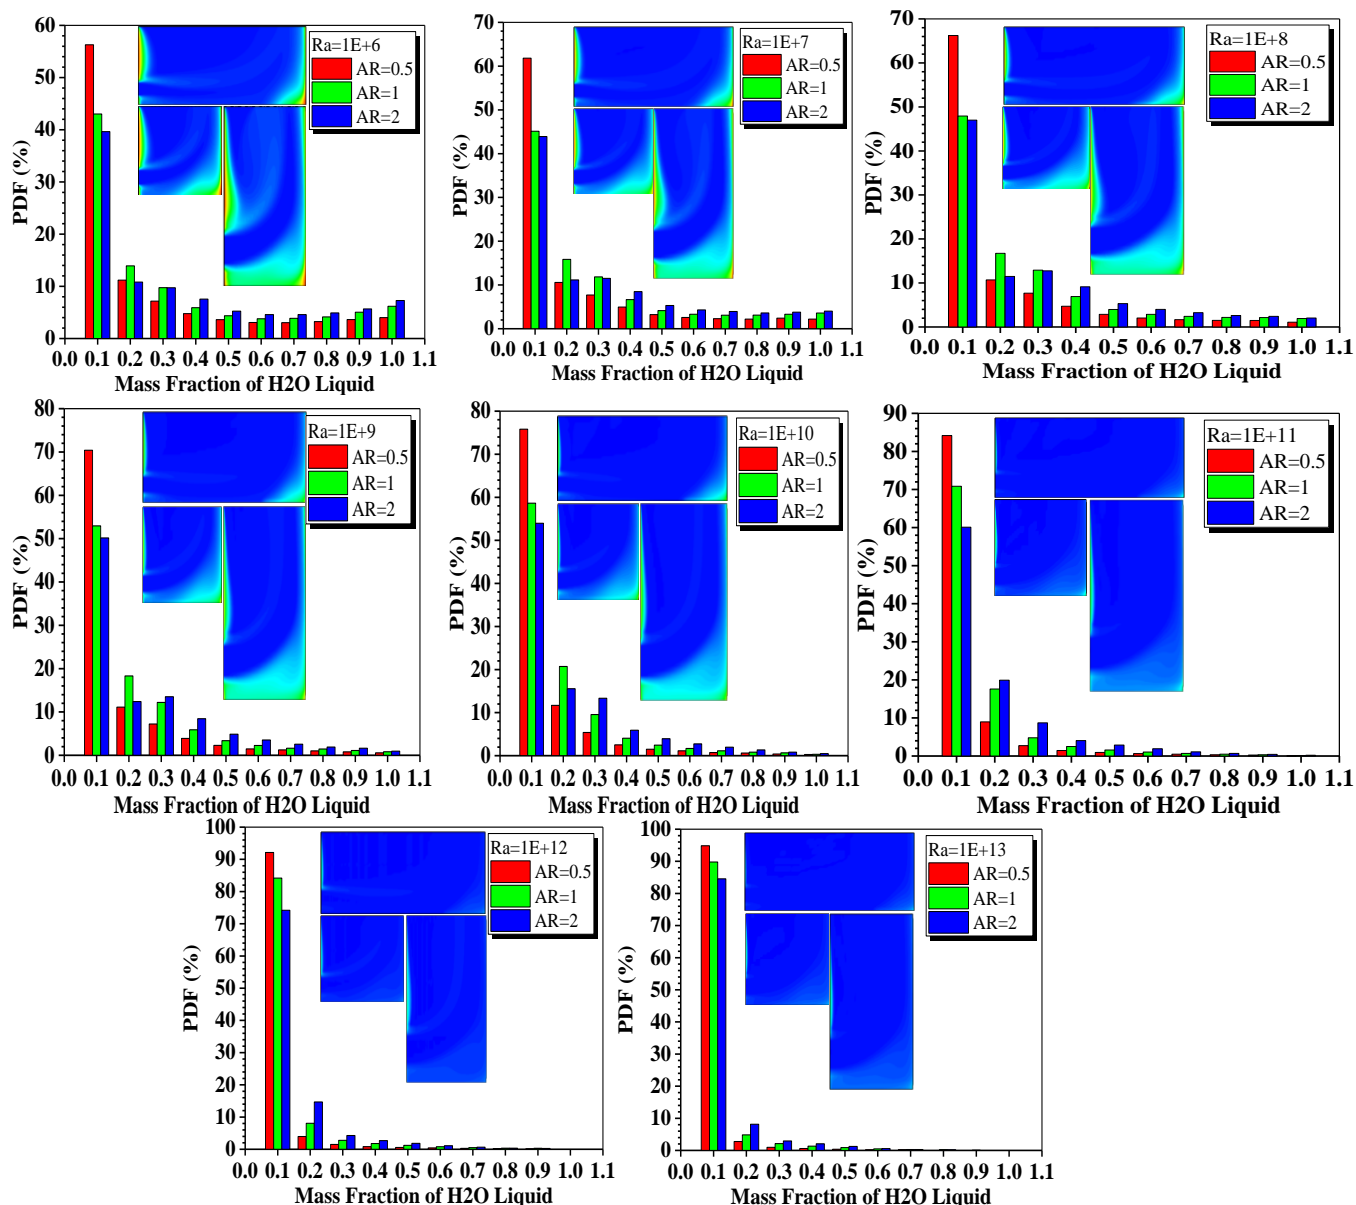 Ra=1E+6
AR=0.5
AR=1
AR=2
PDF (%)
60
50
40
30
20
10
0
0.0 0.1 0.2 0.3 0.4 0.5 0.6 0.7 0.8 0.9 1.0 1.1
Mass Fraction of H2O Liquid
Ra=1E+7
AR=0.5
AR=1
AR=2
PDF (%)
70
60
50
40
30
20
10
0
0.0 0.1 0.2 0.3 0.4 0.5 0.6 0.7 0.8 0.9 1.0 1.1
Mass Fraction of H2O Liquid
Ra=1E+8
AR=0.5
AR=1
AR=2
PDF (%)
70
60
50
40
30
20
10
0
0.0 0.1 0.2 0.3 0.4 0.5 0.6 0.7 0.8 0.9 1.0 1.1
Mass Fraction of H2O Liquid
Ra=1E+9
AR=0.5
AR=1
AR=2
PDF (%)
80
70
60
50
40
30
20
10
0
0.0 0.1 0.2 0.3 0.4 0.5 0.6 0.7 0.8 0.9 1.0 1.1
Mass Fraction of H2O Liquid
Ra=1E+10
AR=0.5
AR=1
AR=2
PDF (%)
80
70
60
50
40
30
20
10
0
0.0 0.1 0.2 0.3 0.4 0.5 0.6 0.7 0.8 0.9 1.0 1.1
Mass Fraction of H2O Liquid
Ra=1E+11
AR=0.5
AR=1
AR=2
PDF (%)
90
80
70
60
50
40
30
20
10
0
0.0 0.1 0.2 0.3 0.4 0.5 0.6 0.7 0.8 0.9 1.0 1.1
Mass Fraction of H2O Liquid
Ra=1E+12
AR=0.5
AR=1
AR=2
PDF (%)
100
90
80
70
60
50
40
30
20
10
0
0.0 0.1 0.2 0.3 0.4 0.5 0.6 0.7 0.8 0.9 1.0 1.1
Mass Fraction of H2O Liquid
Ra=1E+13
AR=0.5
AR=1
AR=2
PDF (%)
100
90
80
70
60
50
40
30
20
10
0
0.0 0.1 0.2 0.3 0.4 0.5 0.6 0.7 0.8 0.9 1.0 1.1
Mass Fraction of H2O Liquid